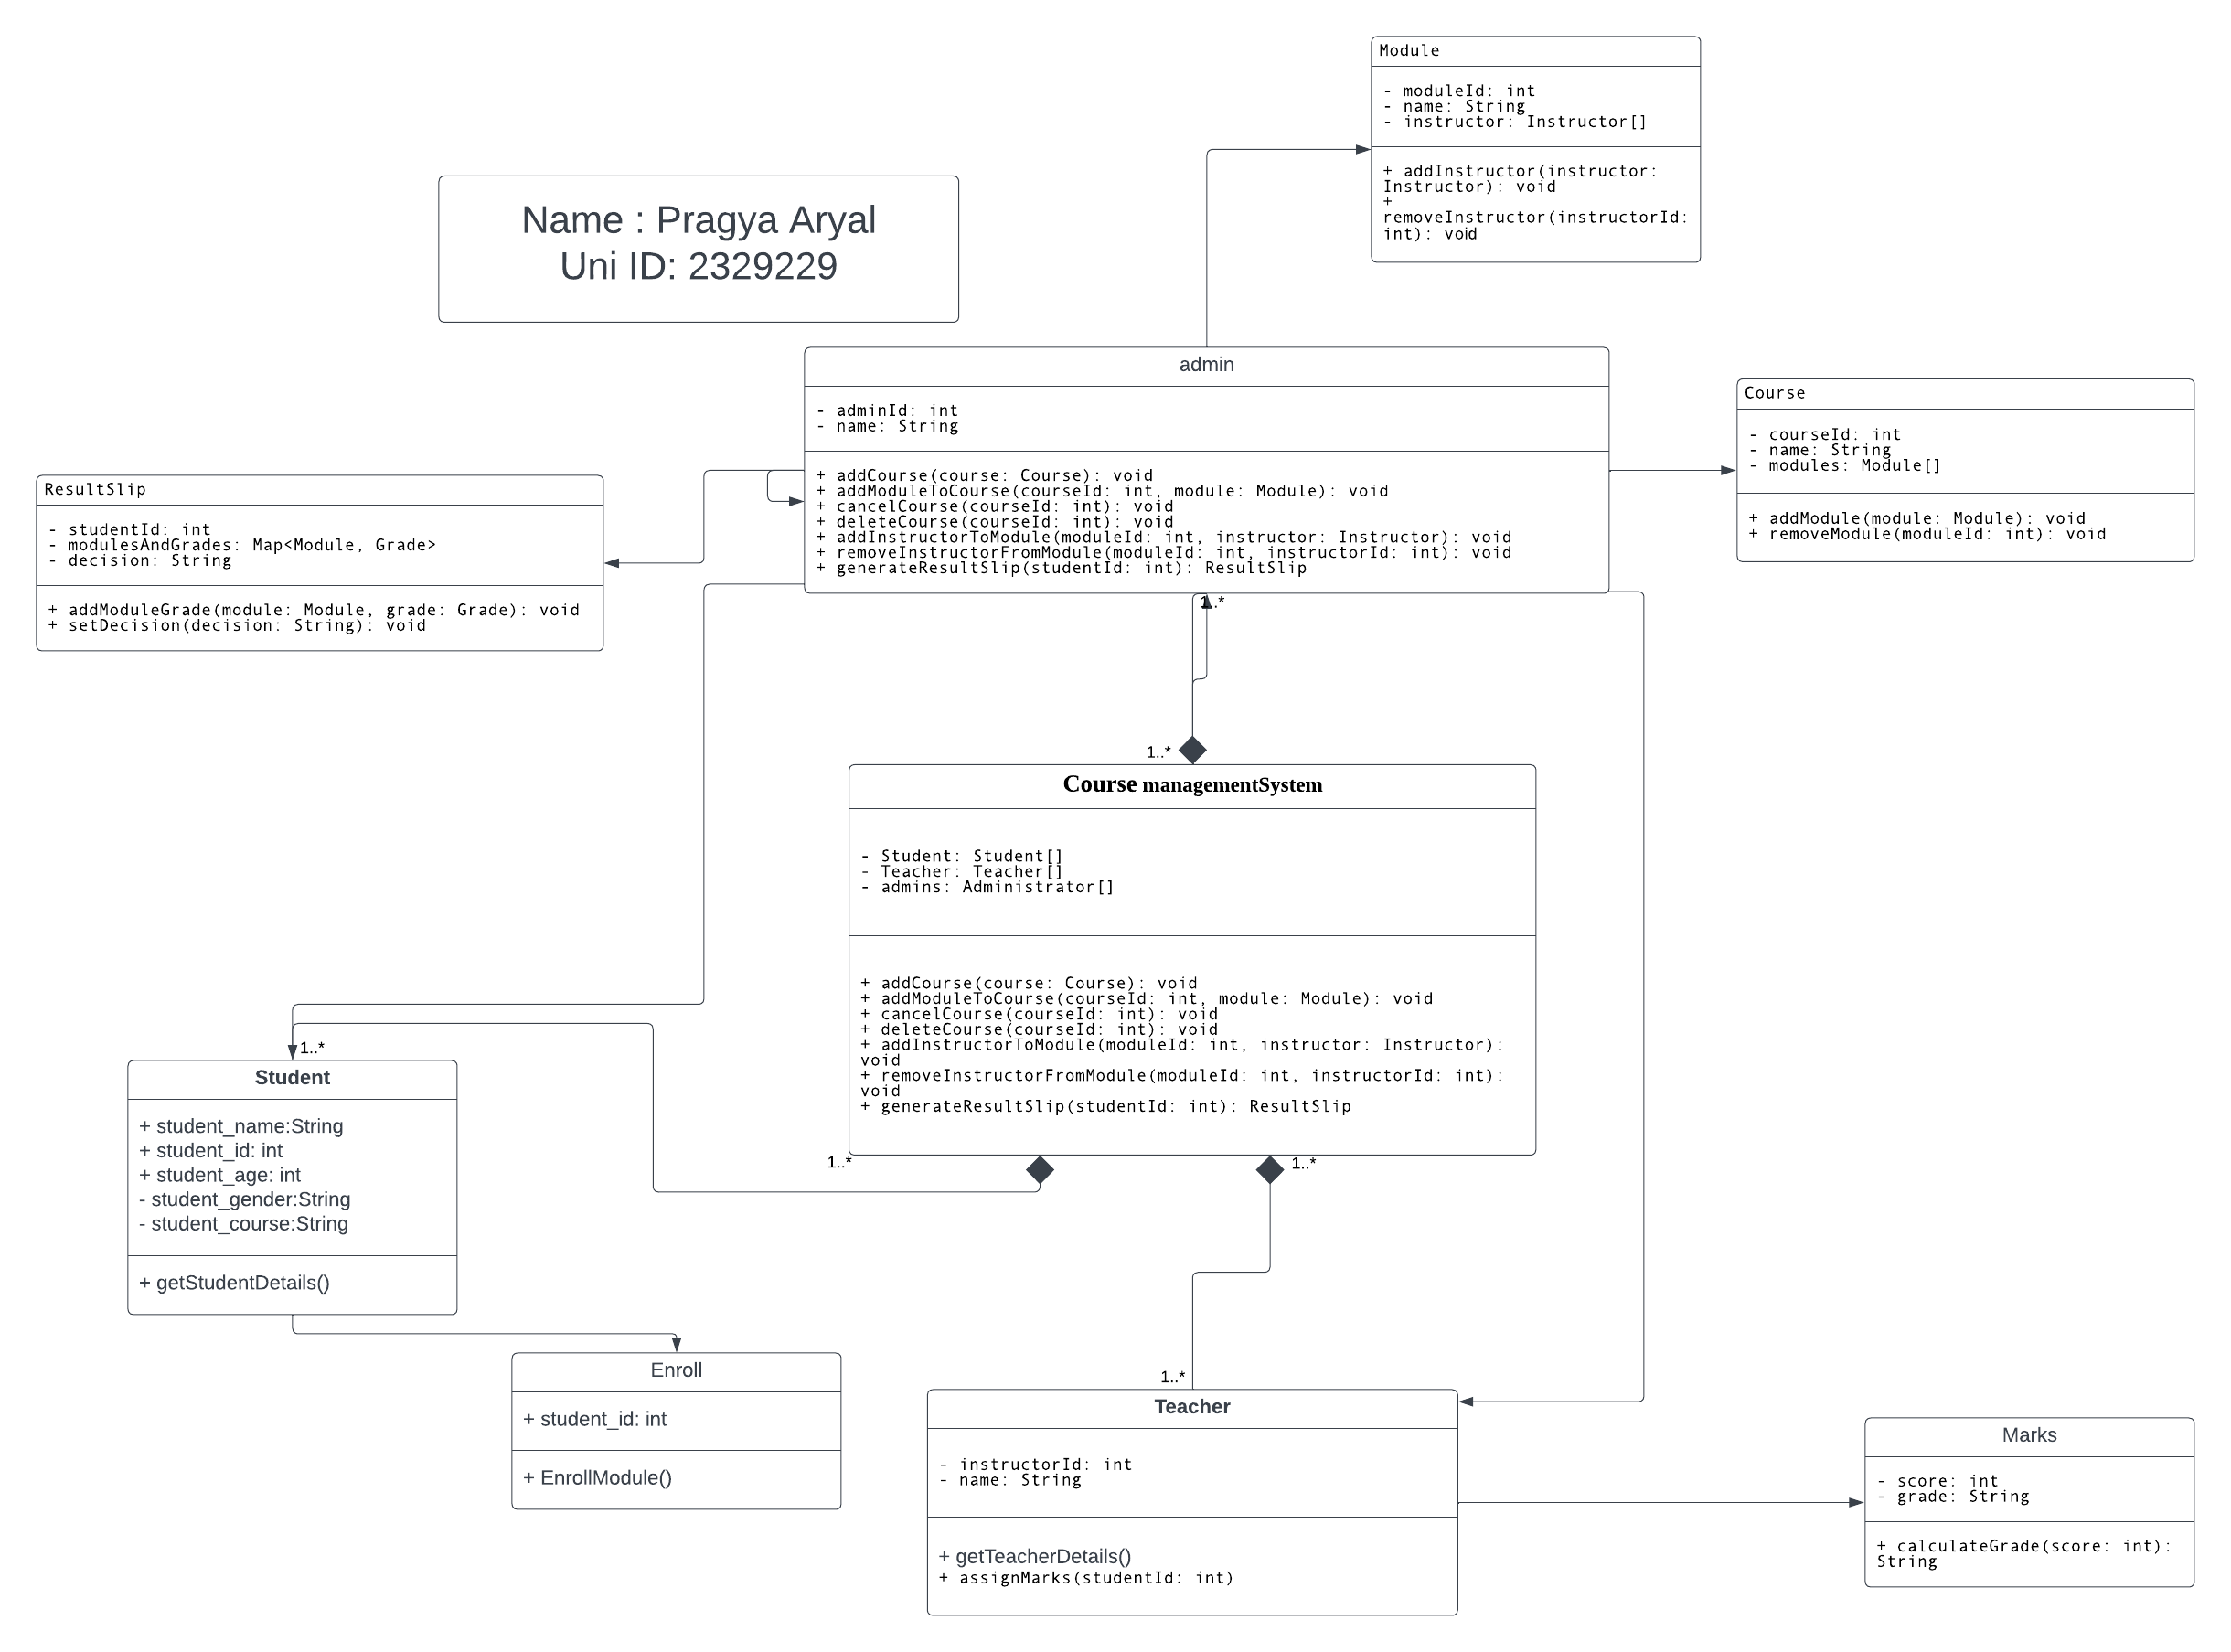 Module
- moduleId: int
- name: String
- instructor: Instructor[]
+ addInstructor(instructor:
Instructor): void
+
removeInstructor(instructorId:
int): void
Name : Pragya Aryal
Uni ID: 2329229
admin
- adminId: int
- name: String
+ addCourse(course: Course): void
+ addModuleToCourse(courseId: int, module: Module): void
+ cancelCourse(courseId: int): void
+ deleteCourse(courseId: int): void
+ addInstructorToModule(moduleId: int, instructor: Instructor): void
+ removeInstructorFromModule(moduleId: int, instructorId: int): void
+ generateResultSlip(studentId: int): ResultSlip
Course
- courseId: int
- name: String
- modules: Module[]
+ addModule(module: Module): void
+ removeModule(moduleId: int): void
ResultSlip
- studentId: int
- modulesAndGrades: Map<Module, Grade>
- decision: String
+ addModuleGrade(module: Module, grade: Grade): void
+ setDecision(decision: String): void
1..*
1..*
Course managementSystem
- Student: Student[]
- Teacher: Teacher[]
- admins: Administrator[]
+ addCourse(course: Course): void
+ addModuleToCourse(courseId: int, module: Module): void
+ cancelCourse(courseId: int): void
+ deleteCourse(courseId: int): void
+ addInstructorToModule(moduleId: int, instructor: Instructor):
void
+ removeInstructorFromModule(moduleId: int, instructorId: int):
void
+ generateResultSlip(studentId: int): ResultSlip
1..*
1..*
1..*
Student
+ student_name:String
+ student_id: int
+ student_age: int
- student_gender:String
- student_course:String
+ getStudentDetails()
Enroll
+ student_id: int
+ EnrollModule()
1..*
Teacher
- instructorId: int
- name: String
+ getTeacherDetails()
+ assignMarks(studentId: int)
Marks
- score: int
- grade: String
+ calculateGrade(score: int):
String